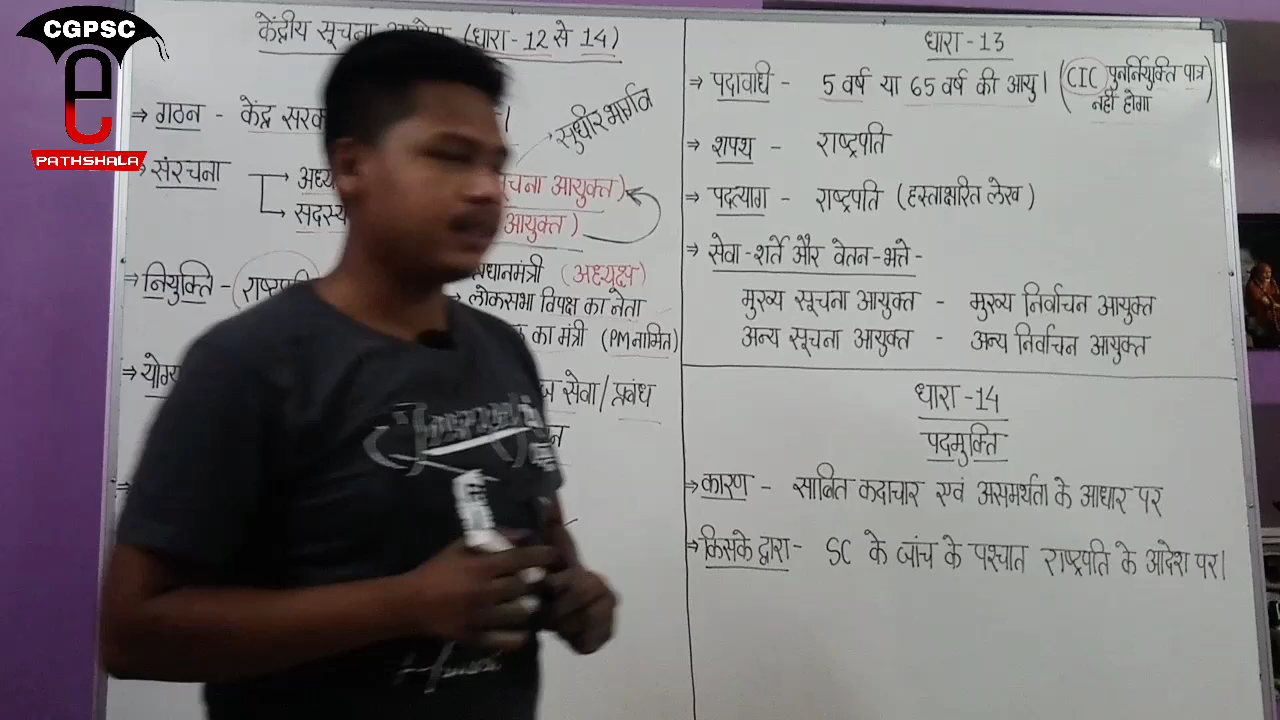 CGPSC
e
PATHSHALA
केंद्रीय सूचना (धारा - 12 से 14)
⇒ गठन - केंद्र
सुधीर भार्गव
⇒ संरचना
सूचना आयुक्त)
सदस्य आयुक्त)
⇒ नियुक्ति - प्रधानमंत्री (अध्यक्ष)
→ लोकसभा विपक्ष का नेता
का मंत्री (PM नामित)
सेवा / प्रबंध
धारा - 13
⇒ पदावधि - 5 वर्ष या 65 वर्ष की आयु। (CIC पुनर्नियुक्ति पात्र
नहीं होगा)
⇒ शपथ - राष्ट्रपति
⇒ पदत्याग - राष्ट्रपति (हस्ताक्षरित लेख)
⇒ सेवा-शर्ते और वेतन-भत्ते-
मुख्य सूचना आयुक्त - मुख्य निर्वाचन आयुक्त
अन्य सूचना आयुक्त - अन्य निर्वाचन आयुक्त
धारा - 14
पदमुक्ति
⇒ कारण - साबित कदाचार एवं असमर्थता के आधार पर
⇒ किसके द्वारा - SC के जांच के पश्चात राष्ट्रपति के आदेश पर।